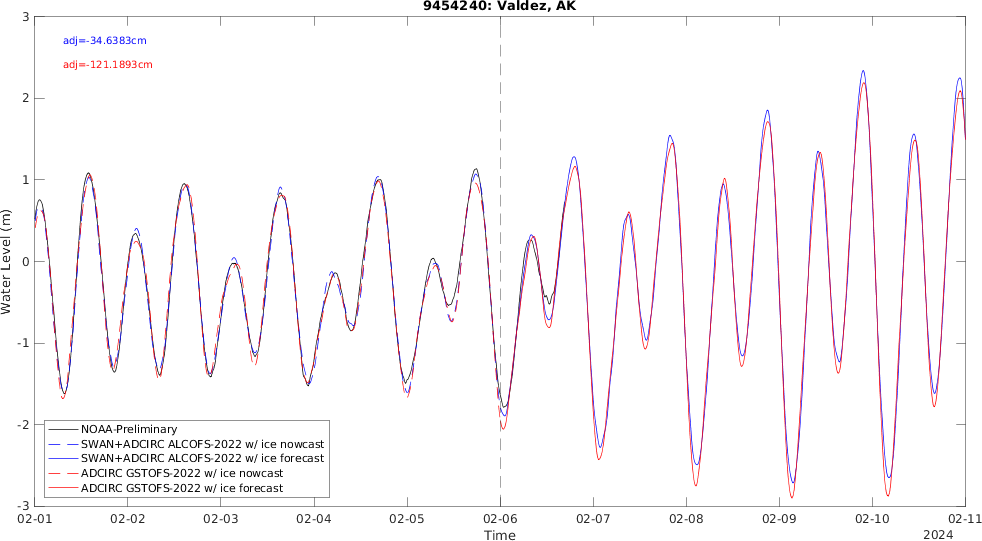 9454240: Valdez, AK
adj=-34.6383cm
adj=-121.1893cm
3
2
1
0
-1
-2
-3
Water Level (m)
NOAA-Preliminary
SWAN+ADCIRC ALCOFS-2022 w/ ice nowcast
SWAN+ADCIRC ALCOFS-2022 w/ ice forecast
ADCIRC GSTOFS-2022 w/ ice nowcast
ADCIRC GSTOFS-2022 w/ ice forecast
02-01 02-02 02-03 02-04 02-05 02-06 02-07 02-08 02-09 02-10 02-11
Time
2024